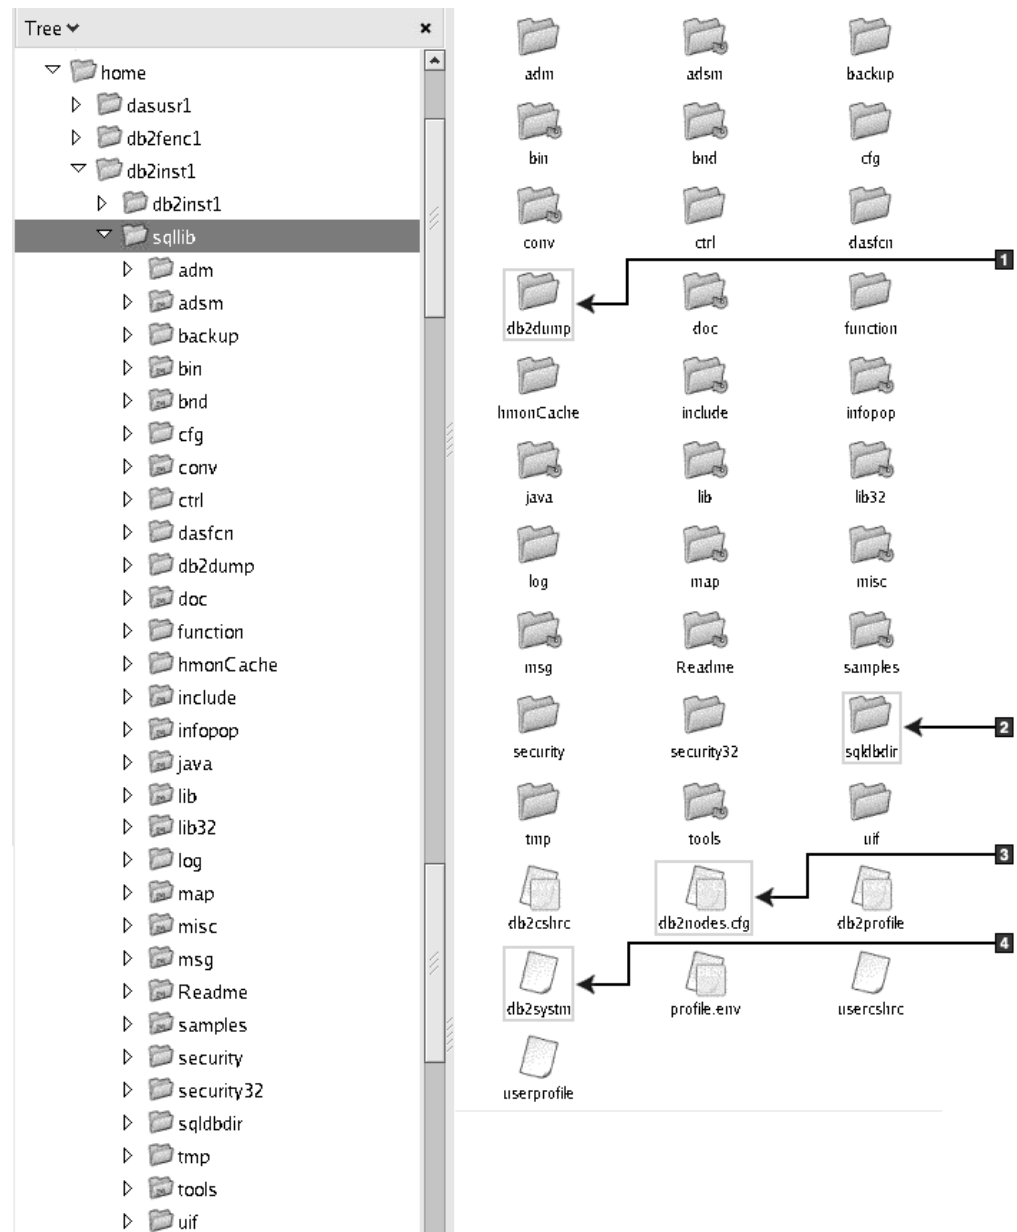 Tree
home
dasusr1
db2fenc1
db2inst1
db2inst1
sqllib
adm
adsm
backup
bin
bnd
cfg
conv
ctrl
dasfcn
db2dump
doc
function
hmonCache
include
infopop
java
lib
lib32
log
map
misc
msg
Readme
samples
security
security32
sqldbdir
tmp
tools
uif
adm adsm backup
bin bnd cfg
conv ctrl dasfcn
1
db2dump doc function
hmonCache include infopop
java lib lib32
log map misc
msg Readme samples
2
security security32 sqldbdir
tmp tools uif
3
db2cshrc db2nodes.cfg db2profile
4
db2systm profile.env usercshrc
userprofile